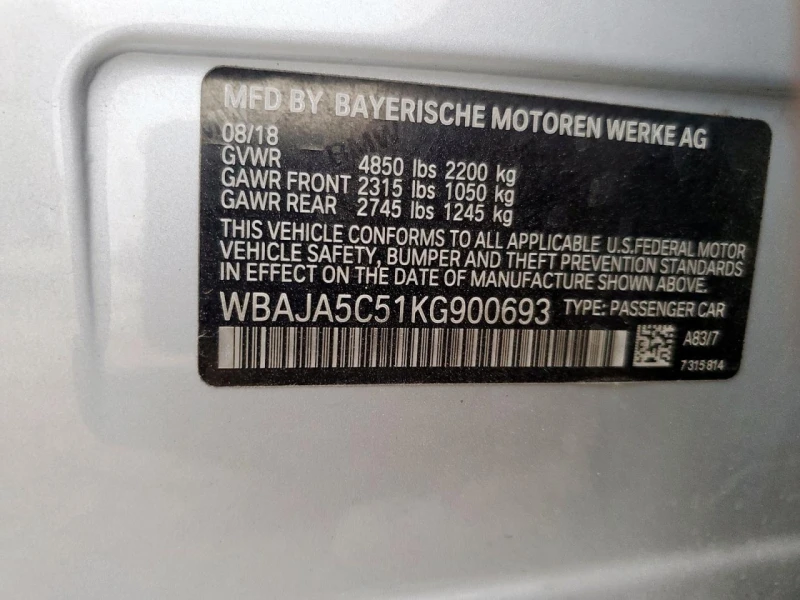 MFD BY BAYERISCHE MOTOREN WERKE AG
08/18
GVWR 4850 lbs 2200 kg
GAWR FRONT 2315 lbs 1050 kg
GAWR REAR 2745 lbs 1245 kg
THIS VEHICLE CONFORMS TO ALL APPLICABLE U.S.FEDERAL MOTOR
VEHICLE SAFETY, BUMPER AND THEFT PREVENTION STANDARDS
IN EFFECT ON THE DATE OF MANUFACTURE SHOWN ABOVE.
WBAJA5C51KG900693 TYPE: PASSENGER CAR
A83/7
7315814
BMW